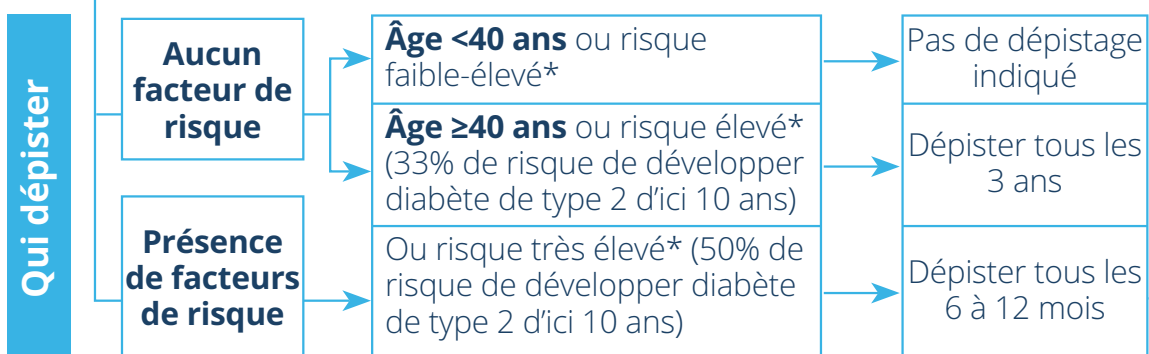 Qui dépister
Aucun
facteur de
risque
Âge <40 ans ou risque
faible-élevé*
Pas de dépistage
indiqué
Âge ≥40 ans ou risque élevé*
(33% de risque de développer
diabète de type 2 d’ici 10 ans)
Dépister tous les
3 ans
Présence
de facteurs
de risque
Ou risque très élevé* (50% de
risque de développer diabète
de type 2 d’ici 10 ans)
Dépister tous les
6 à 12 mois